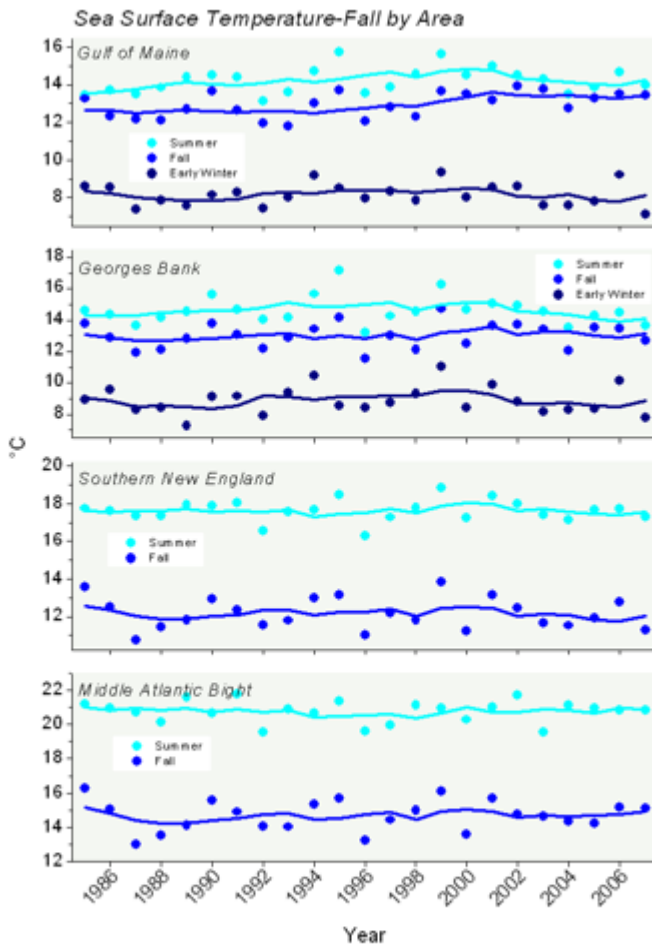 Sea Surface Temperature-Fall by Area
16
Gulf of Maine
14
12
Summer
Fall
Early Winter
10
8
18
Georges Bank
Summer
16
Fall
Early Winter
14
12
10
8
°C
20
Southern New England
18
16
Summer
Fall
14
12
22
Middle Atlantic Bight
20
18
Summer
Fall
16
14
12
1986
1988
1990
1992
1994
1996
1998
2000
2002
2004
2006
Year